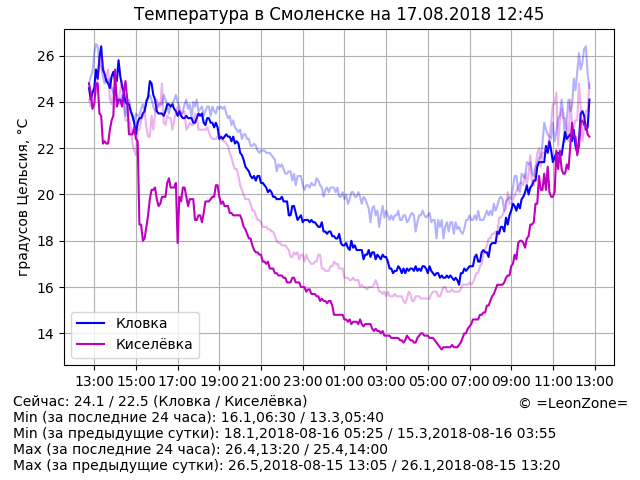 Температура в Смоленске на 17.08.2018 12:45
градусов Цельсия, °C
26
24
22
20
18
16
14
Кловка
Киселёвка
13:00 15:00 17:00 19:00 21:00 23:00 01:00 03:00 05:00 07:00 09:00 11:00 13:00
Сейчас: 24.1 / 22.5 (Кловка / Киселёвка)
© =LeonZone=
Min (за последние 24 часа): 16.1,06:30 / 13.3,05:40
Min (за предыдущие сутки): 18.1,2018-08-16 05:25 / 15.3,2018-08-16 03:55
Max (за последние 24 часа): 26.4,13:20 / 25.4,14:00
Max (за предыдущие сутки): 26.5,2018-08-15 13:05 / 26.1,2018-08-15 13:20